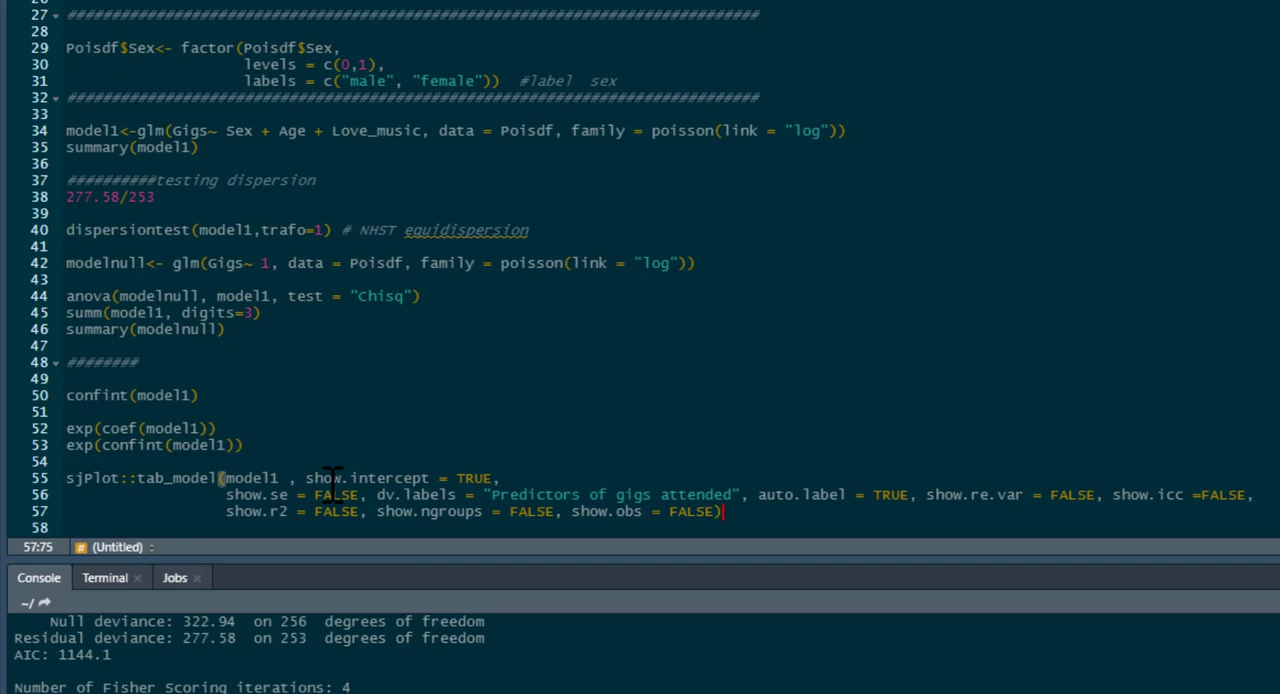 27 ##############################################################################
28
29 Poisdf$Sex<- factor(Poisdf$Sex,
30                     levels = c(0,1),
31                     labels = c("male", "female"))  #label  sex
32 ##############################################################################
33
34 model1<-glm(Gigs~ Sex + Age + Love_music, data = Poisdf, family = poisson(link = "log"))
35 summary(model1)
36
37 ##########testing dispersion
38 277.58/253
39
40 dispersiontest(model1,trafo=1) # NHST equidispersion
41
42 modelnull<- glm(Gigs~ 1, data = Poisdf, family = poisson(link = "log"))
43
44 anova(modelnull, model1, test = "Chisq")
45 summ(model1, digits=3)
46 summary(modelnull)
47
48 ########
49
50 confint(model1)
51
52 exp(coef(model1))
53 exp(confint(model1))
54
55 sjPlot::tab_model(model1 , show.intercept = TRUE,
56                   show.se = FALSE, dv.labels = "Predictors of gigs attended", auto.label = TRUE, show.re.var = FALSE, show.icc =FALSE,
57                   show.r2 = FALSE, show.ngroups = FALSE, show.obs = FALSE)
58
57:75 # (Untitled)
Console Terminal × Jobs ×
~/
Null deviance: 322.94  on 256  degrees of freedom
Residual deviance: 277.58  on 253  degrees of freedom
AIC: 1144.1
Number of Fisher Scoring iterations: 4